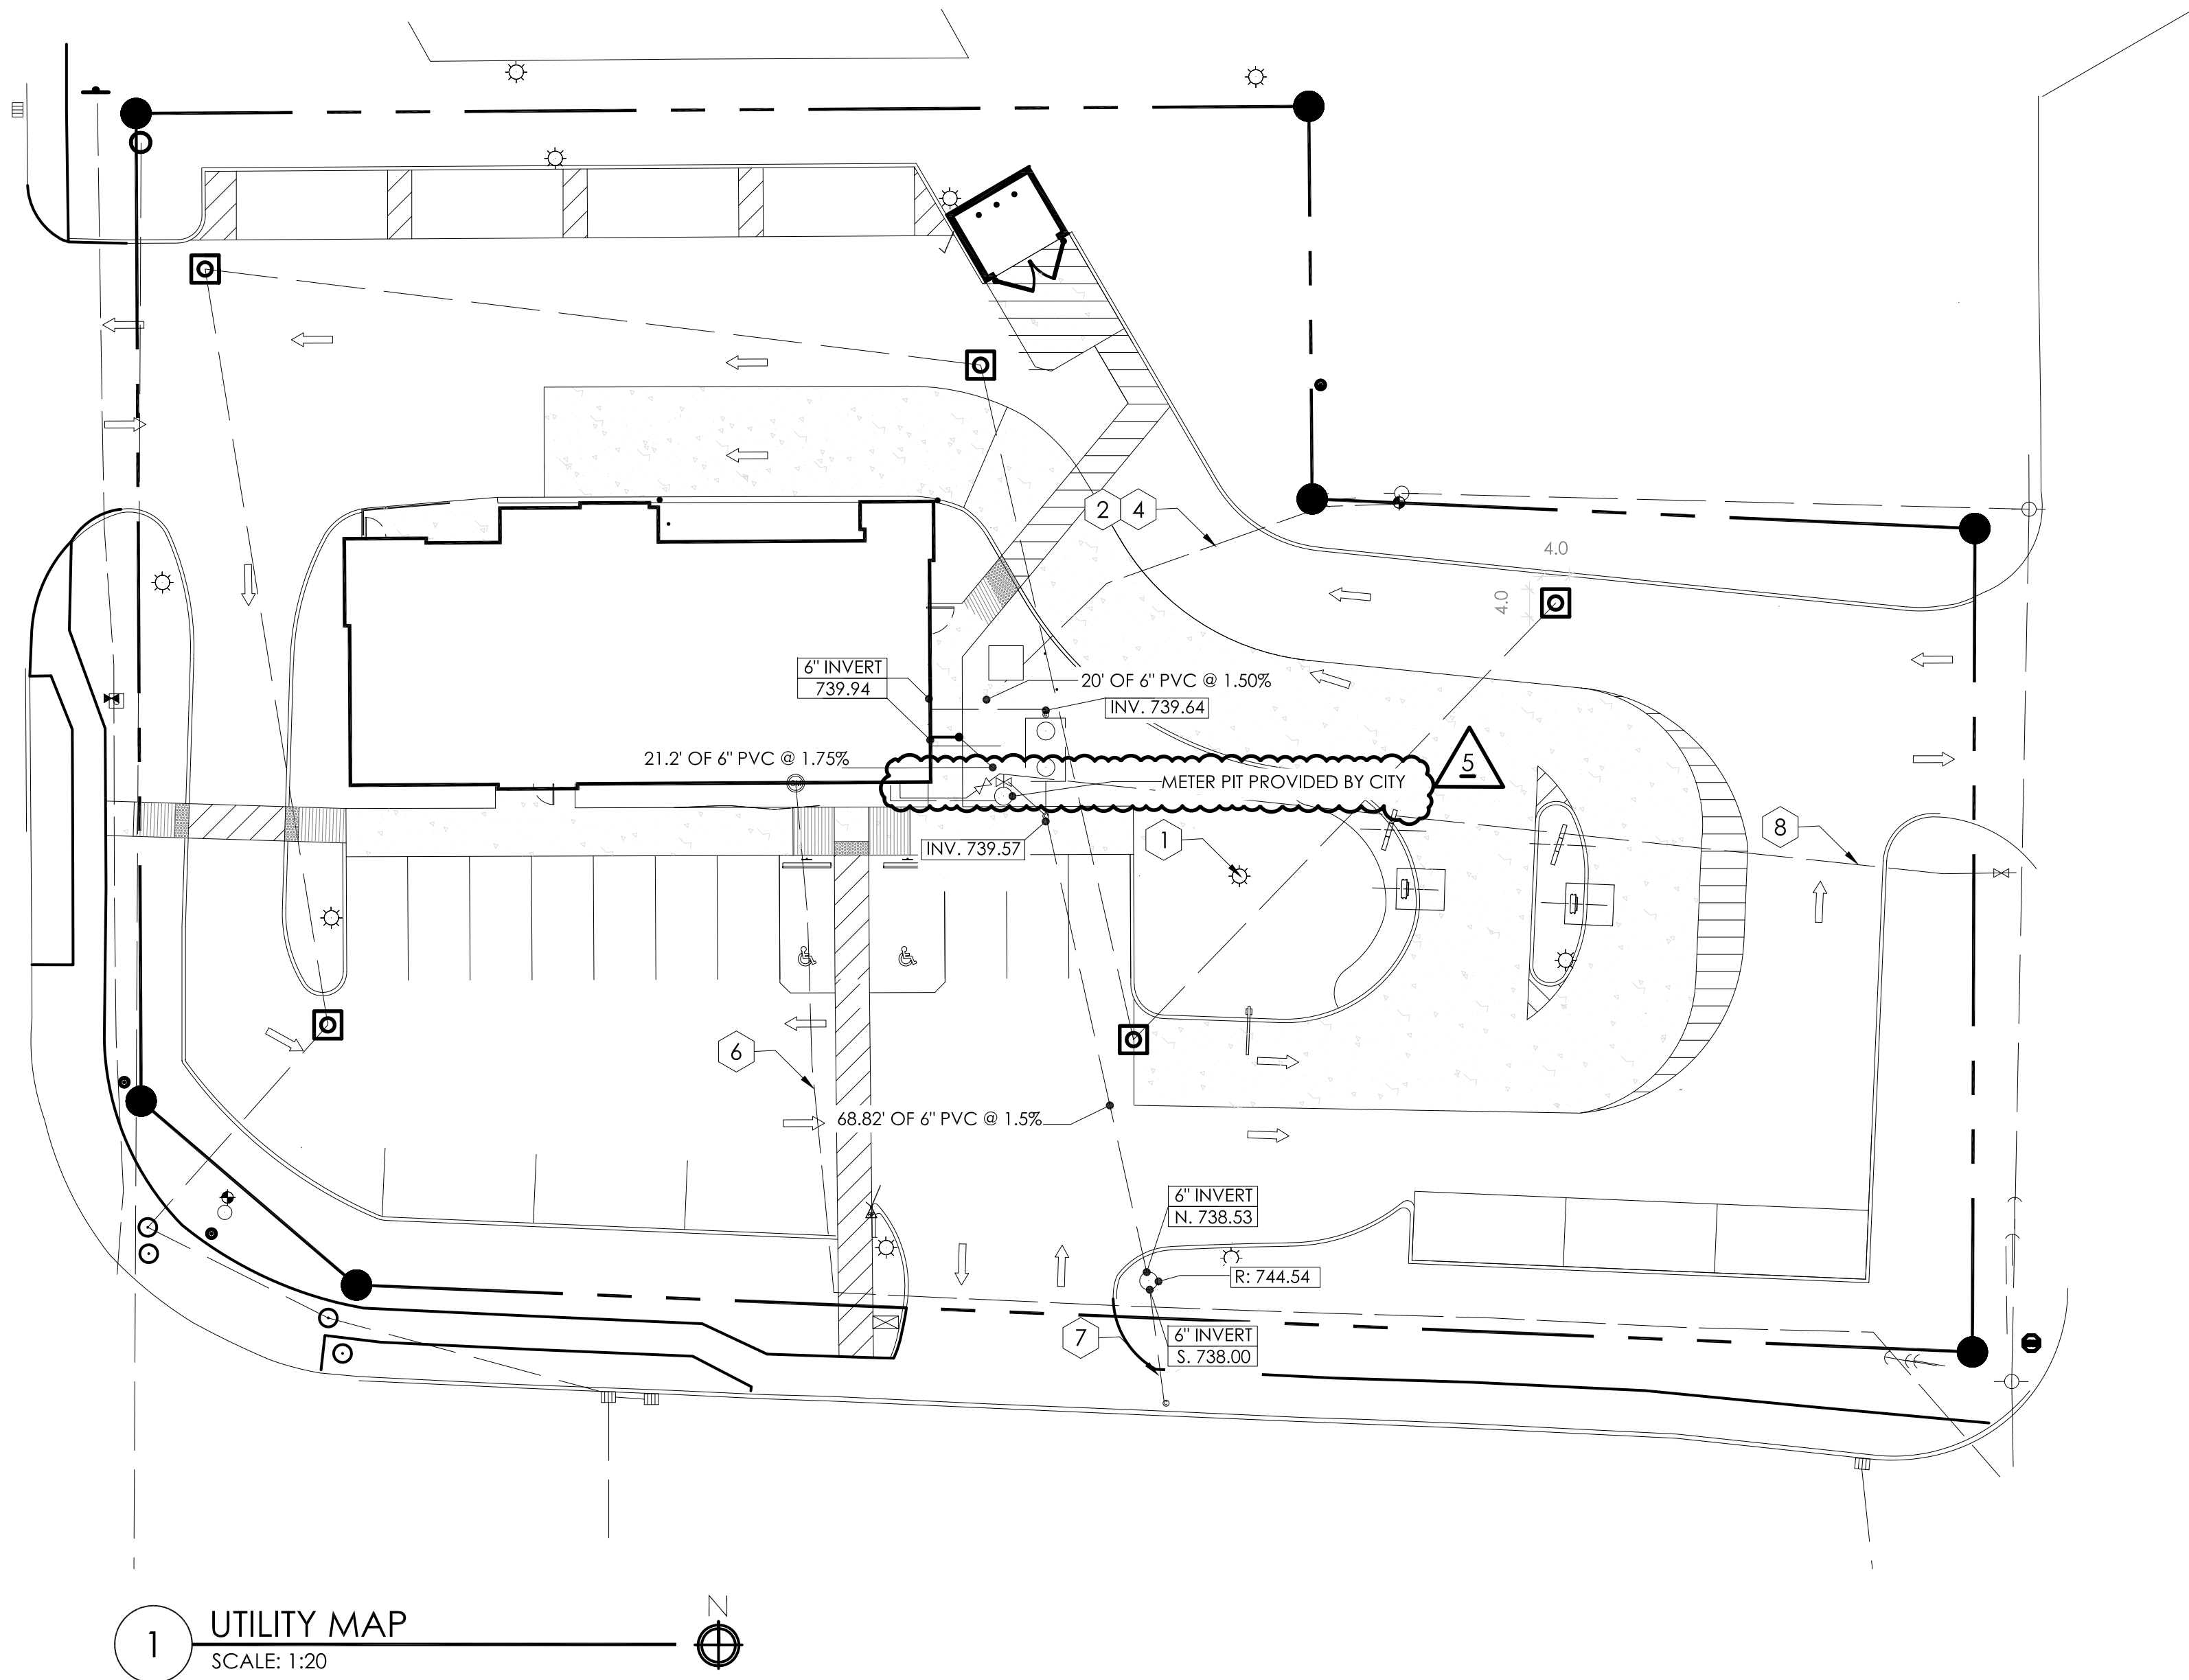 2
4
4.0
4.0
6" INVERT
739.94
20' OF 6" PVC @ 1.50%
INV. 739.64
21.2' OF 6" PVC @ 1.75%
METER PIT PROVIDED BY CITY
5
INV. 739.57
1
8
6
68.82' OF 6" PVC @ 1.5%
6" INVERT
N. 738.53
R: 744.54
7
6" INVERT
S. 738.00
1
UTILITY MAP
SCALE: 1:20
N